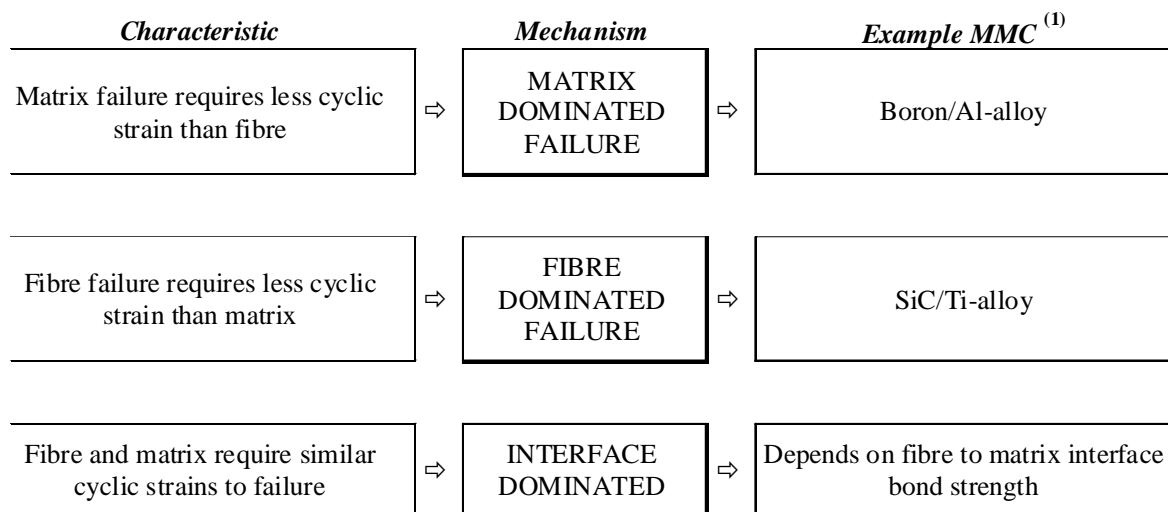 Characteristic
Mechanism
Example MMC (1)
Matrix failure requires less cyclic
strain than fibre
⇨
MATRIX
DOMINATED
FAILURE
⇨
Boron/Al-alloy
Fibre failure requires less cyclic
strain than matrix
⇨
FIBRE
DOMINATED
FAILURE
⇨
SiC/Ti-alloy
Fibre and matrix require similar
cyclic strains to failure
⇨
INTERFACE
DOMINATED
⇨
Depends on fibre to matrix interface
bond strength